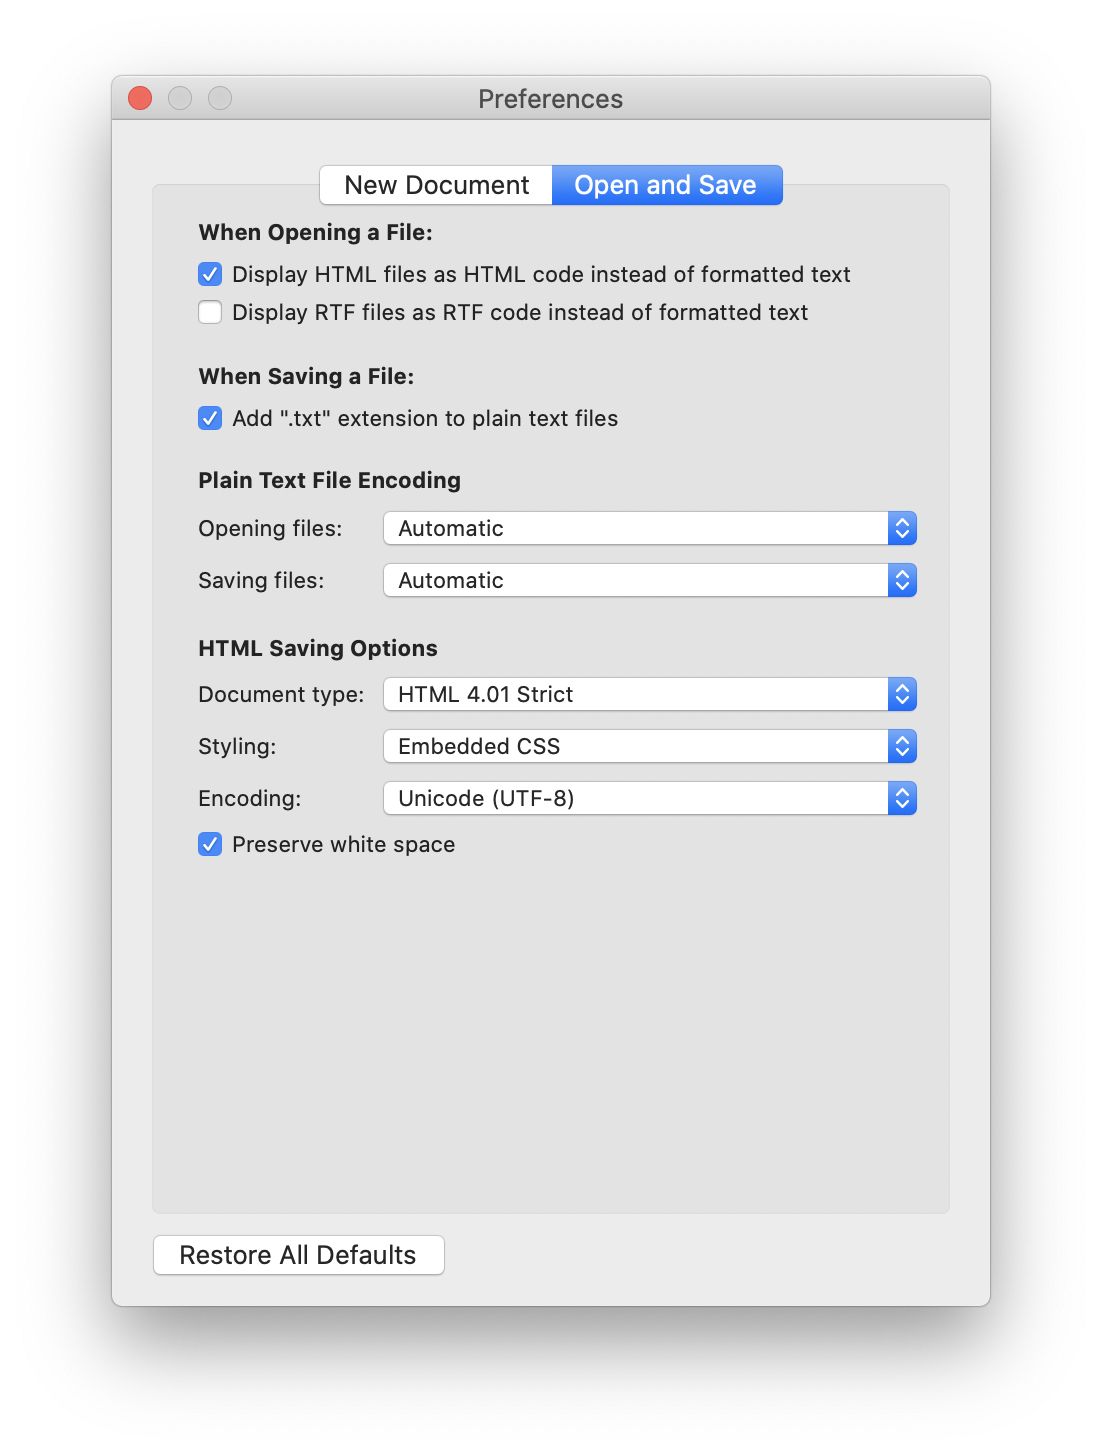 Preferences
New Document Open and Save
When Opening a File:
Display HTML files as HTML code instead of formatted text
Display RTF files as RTF code instead of formatted text
When Saving a File:
Add ".txt" extension to plain text files
Plain Text File Encoding
Opening files: Automatic
Saving files: Automatic
HTML Saving Options
Document type: HTML 4.01 Strict
Styling: Embedded CSS
Encoding: Unicode (UTF-8)
Preserve white space
Restore All Defaults